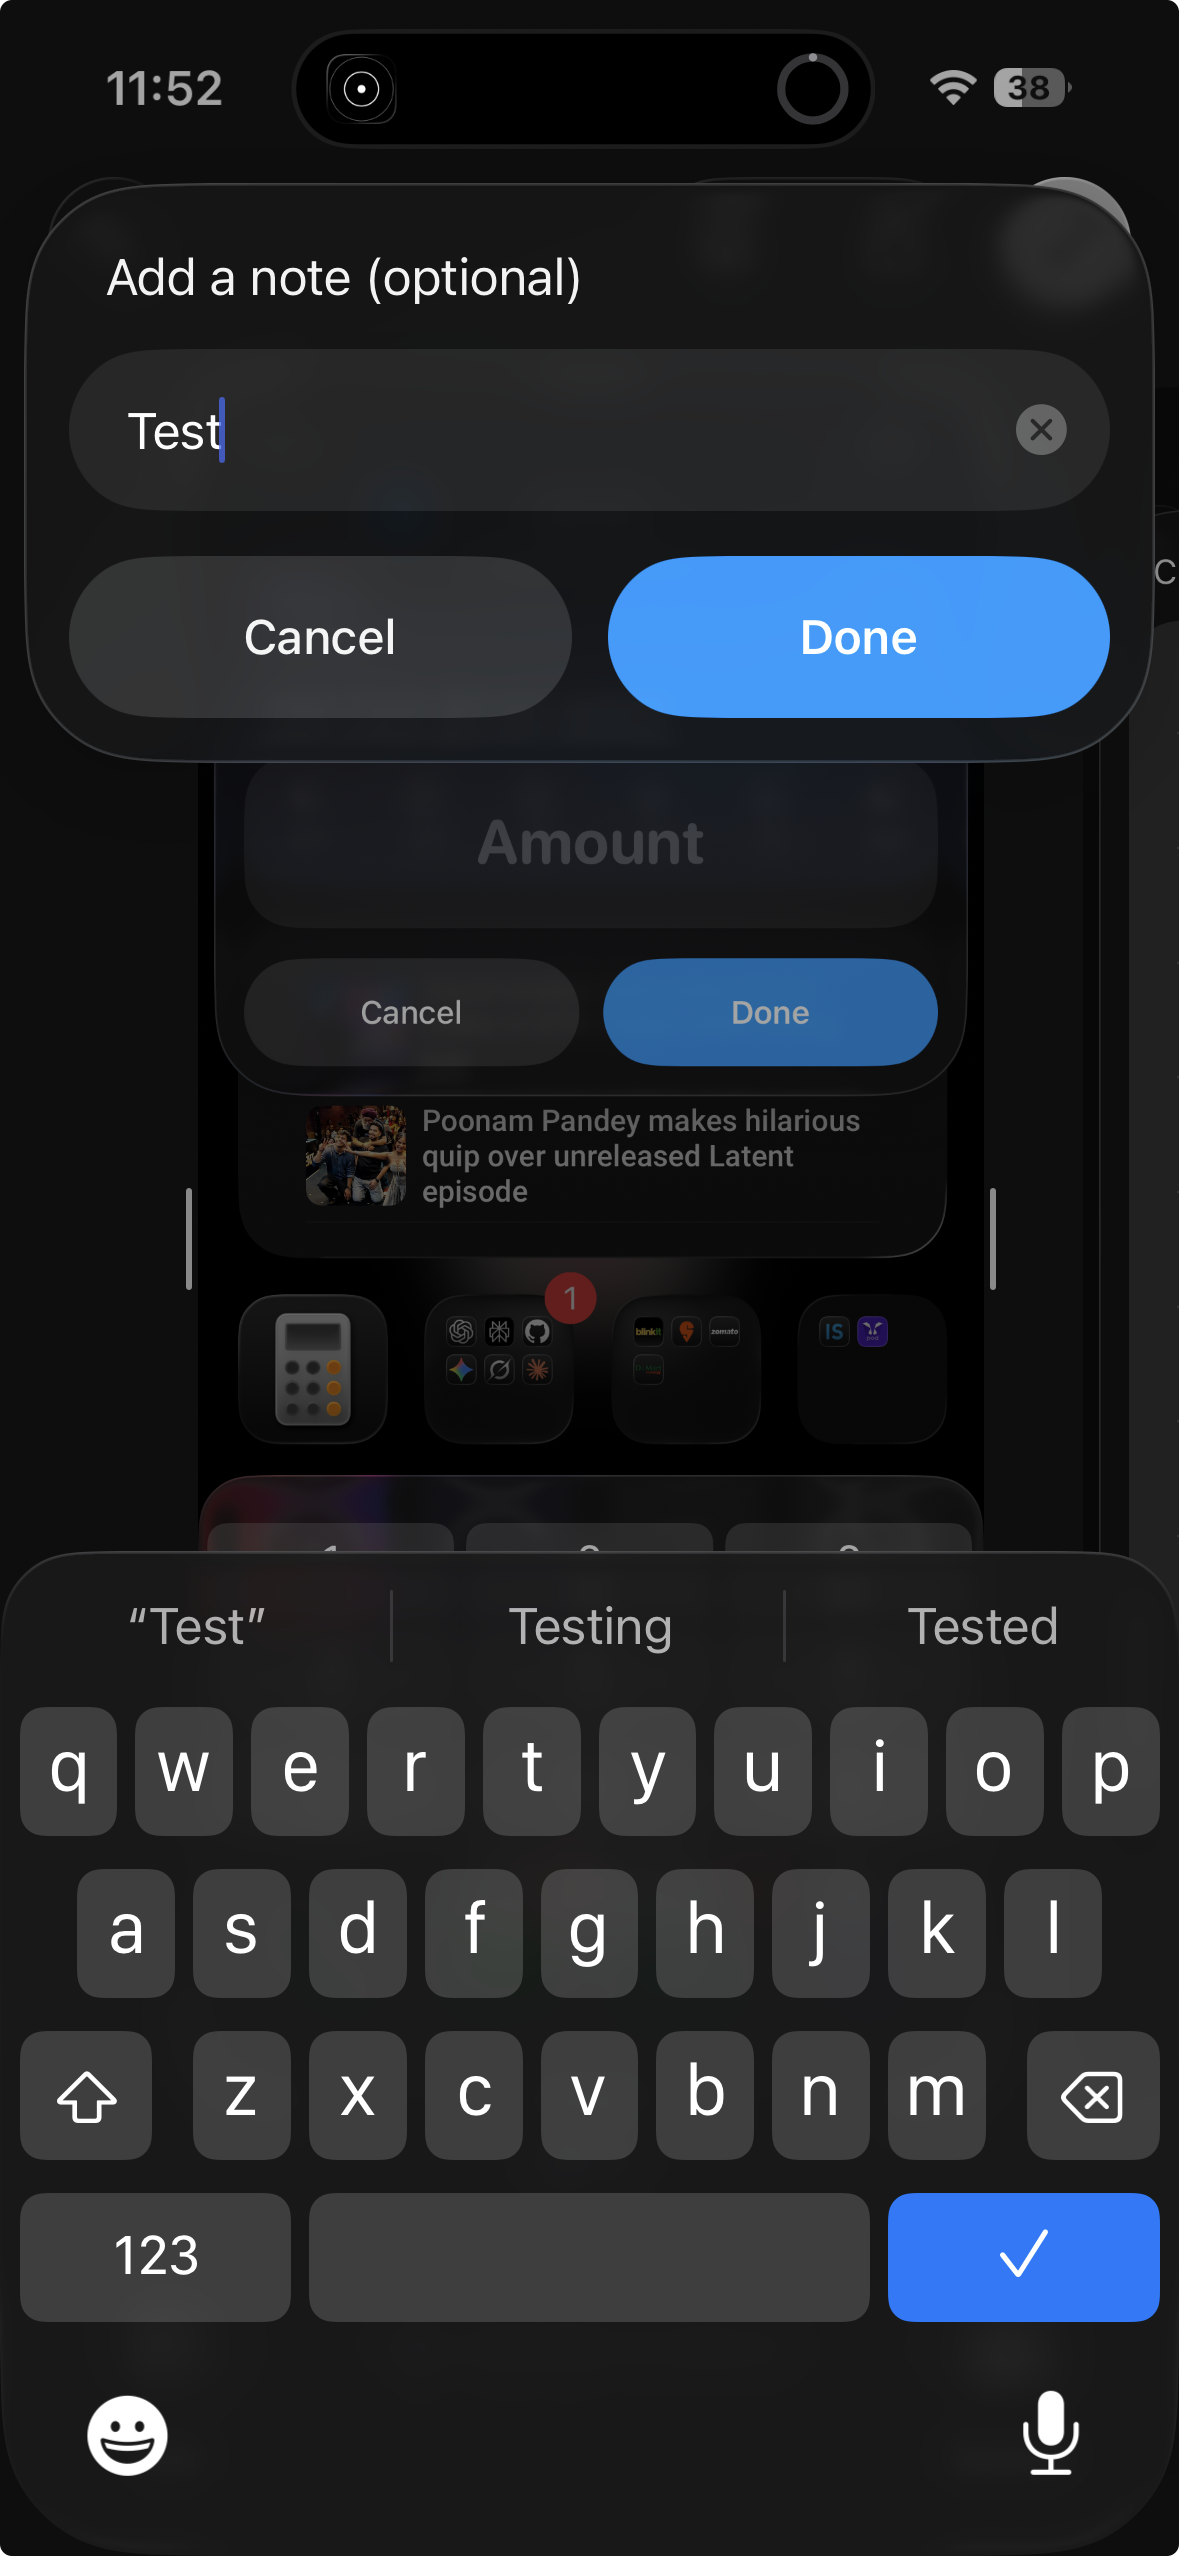 11:52
38
Add a note (optional)
Test
Cancel
Done
C
Amount
Cancel
Done
Poonam Pandey makes hilarious
quip over unreleased Latent
episode
1
blinkit
zomato
IS
pod
“Test”
Testing
Tested
q w e r t y u i o p
a s d f g h j k l
z x c v b n m
123